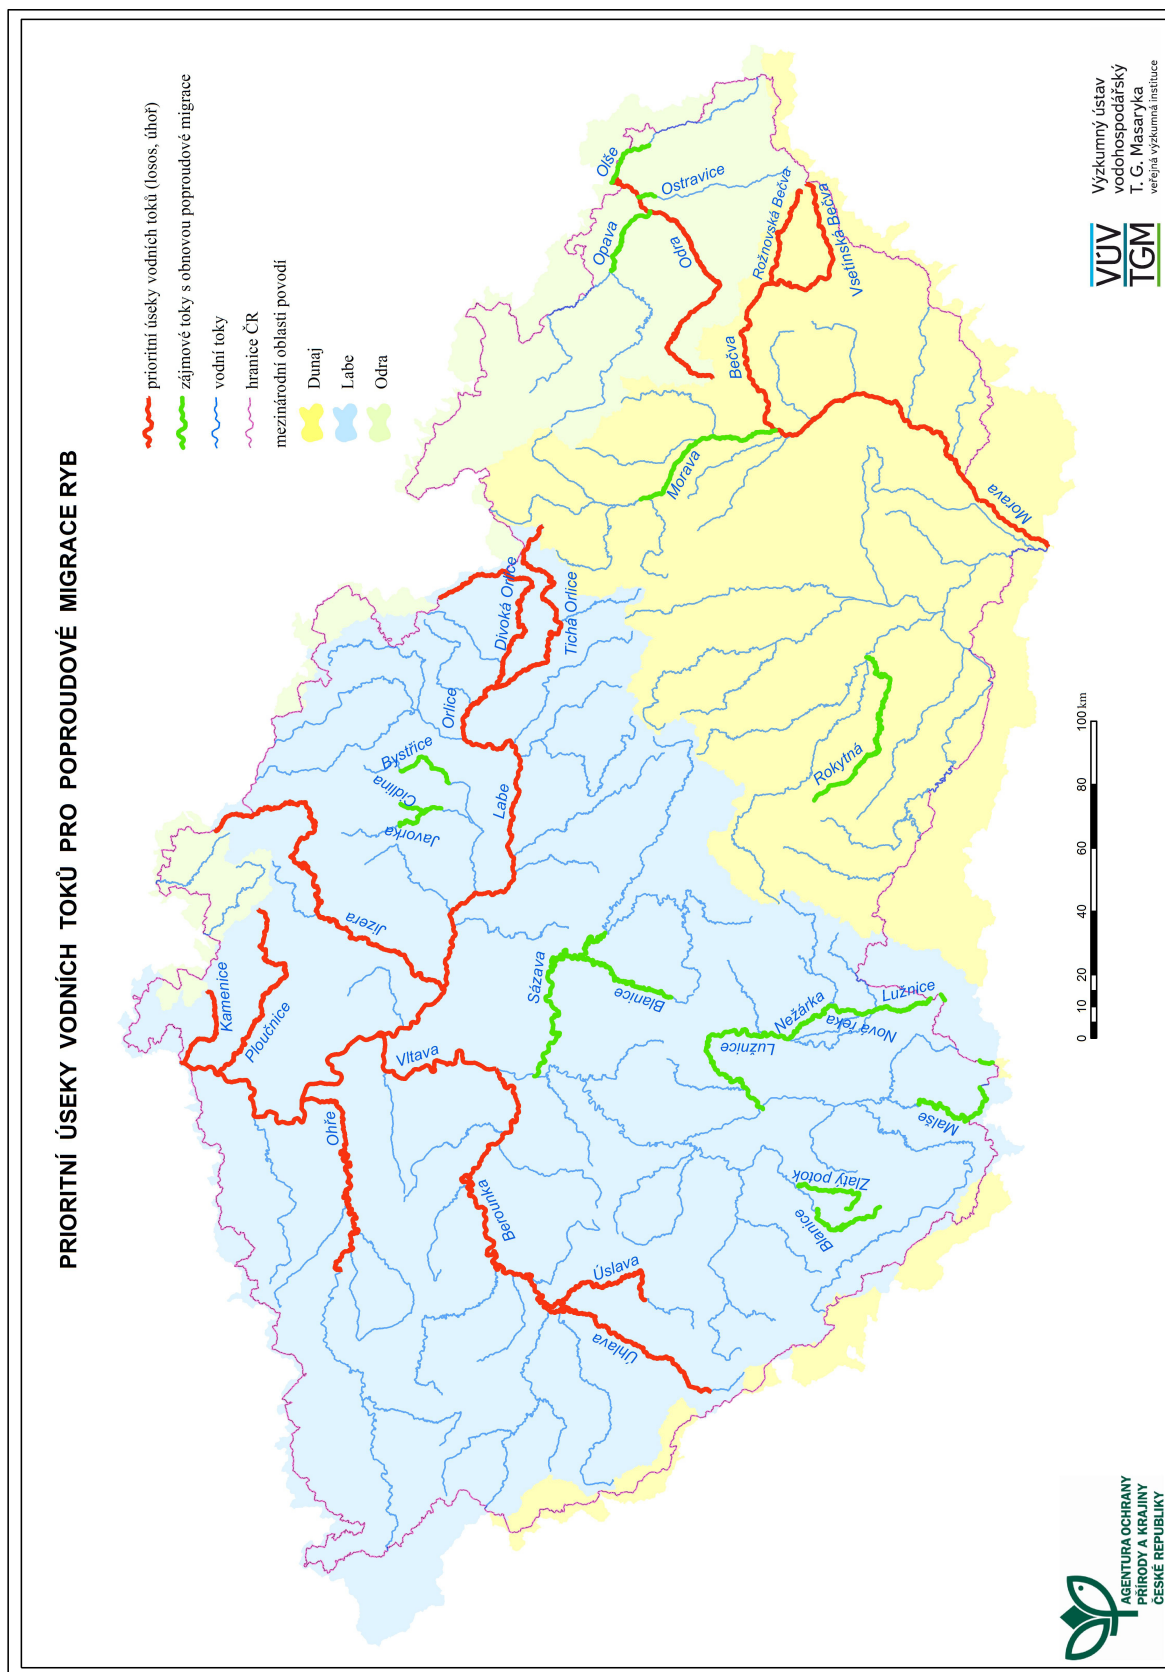 PRIORITNÍ ÚSEKY VODNÍCH TOKŮ PRO POPROUDOVÉ MIGRACE RYB
prioritní úseky vodních toků (losos, úhoř)
zájmové toky s obnovou poproudové migrace
vodní toky
hranice ČR
mezinárodní oblasti povodí
Dunaj
Labe
Odra
Kamenice
Ploučnice
Jizera
Ohře
Vltava
Labe
Javorka
Cidlina
Bystřice
Orlice
Divoká Orlice
Tichá Orlice
Berounka
Úslava
Úhlava
Sázava
Blanice
Lužnice
Nežárka
Nová řeka
Lužnice
Malše
Zlatý potok
Blanice
Rokytná
Morava
Morava
Bečva
Rožnovská Bečva
Vsetínská Bečva
Odra
Opava
Ostravice
Olše
0 10 20 40 60 80 100 km
AGENTURA OCHRANY
PŘÍRODY A KRAJINY
ČESKÉ REPUBLIKY
VÚV
TGM
Výzkumný ústav
vodohospodářský
T. G. Masaryka
veřejná výzkumná instituce